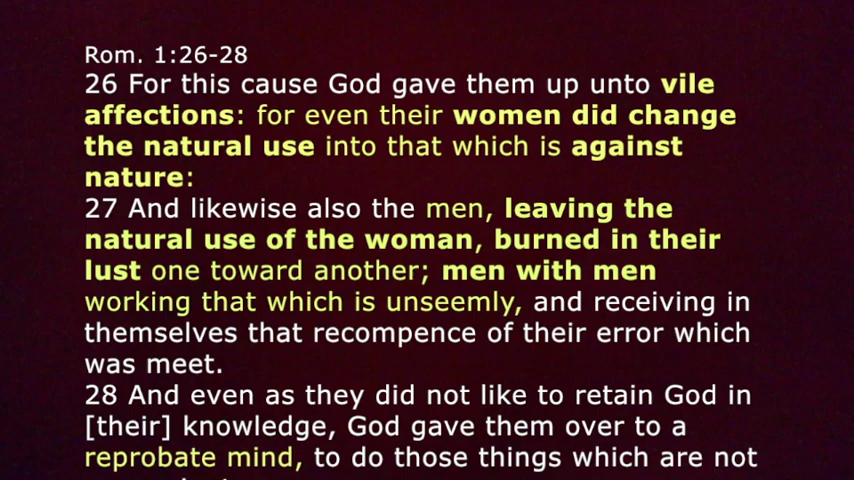 Rom. 1:26-28
26 For this cause God gave them up unto vile
affections: for even their women did change
the natural use into that which is against
nature:
27 And likewise also the men, leaving the
natural use of the woman, burned in their
lust one toward another; men with men
working that which is unseemly, and receiving in
themselves that recompence of their error which
was meet.
28 And even as they did not like to retain God in
[their] knowledge, God gave them over to a
reprobate mind, to do those things which are not